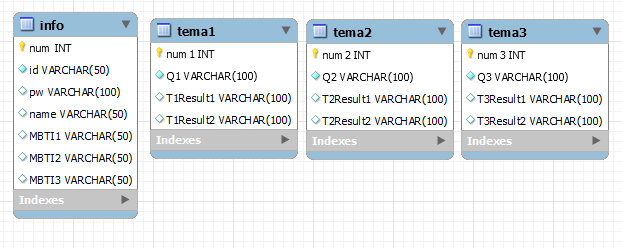 info
num INT
id VARCHAR(50)
pw VARCHAR(100)
name VARCHAR(50)
MBTI1 VARCHAR(50)
MBTI2 VARCHAR(50)
MBTI3 VARCHAR(50)
Indexes
tema1
num 1 INT
Q1 VARCHAR(100)
T1Result1 VARCHAR(100)
T1Result2 VARCHAR(100)
Indexes
tema2
num 2 INT
Q2 VARCHAR(100)
T2Result1 VARCHAR(100)
T2Result2 VARCHAR(100)
Indexes
tema3
num 3 INT
Q3 VARCHAR(100)
T3Result1 VARCHAR(100)
T3Result2 VARCHAR(100)
Indexes